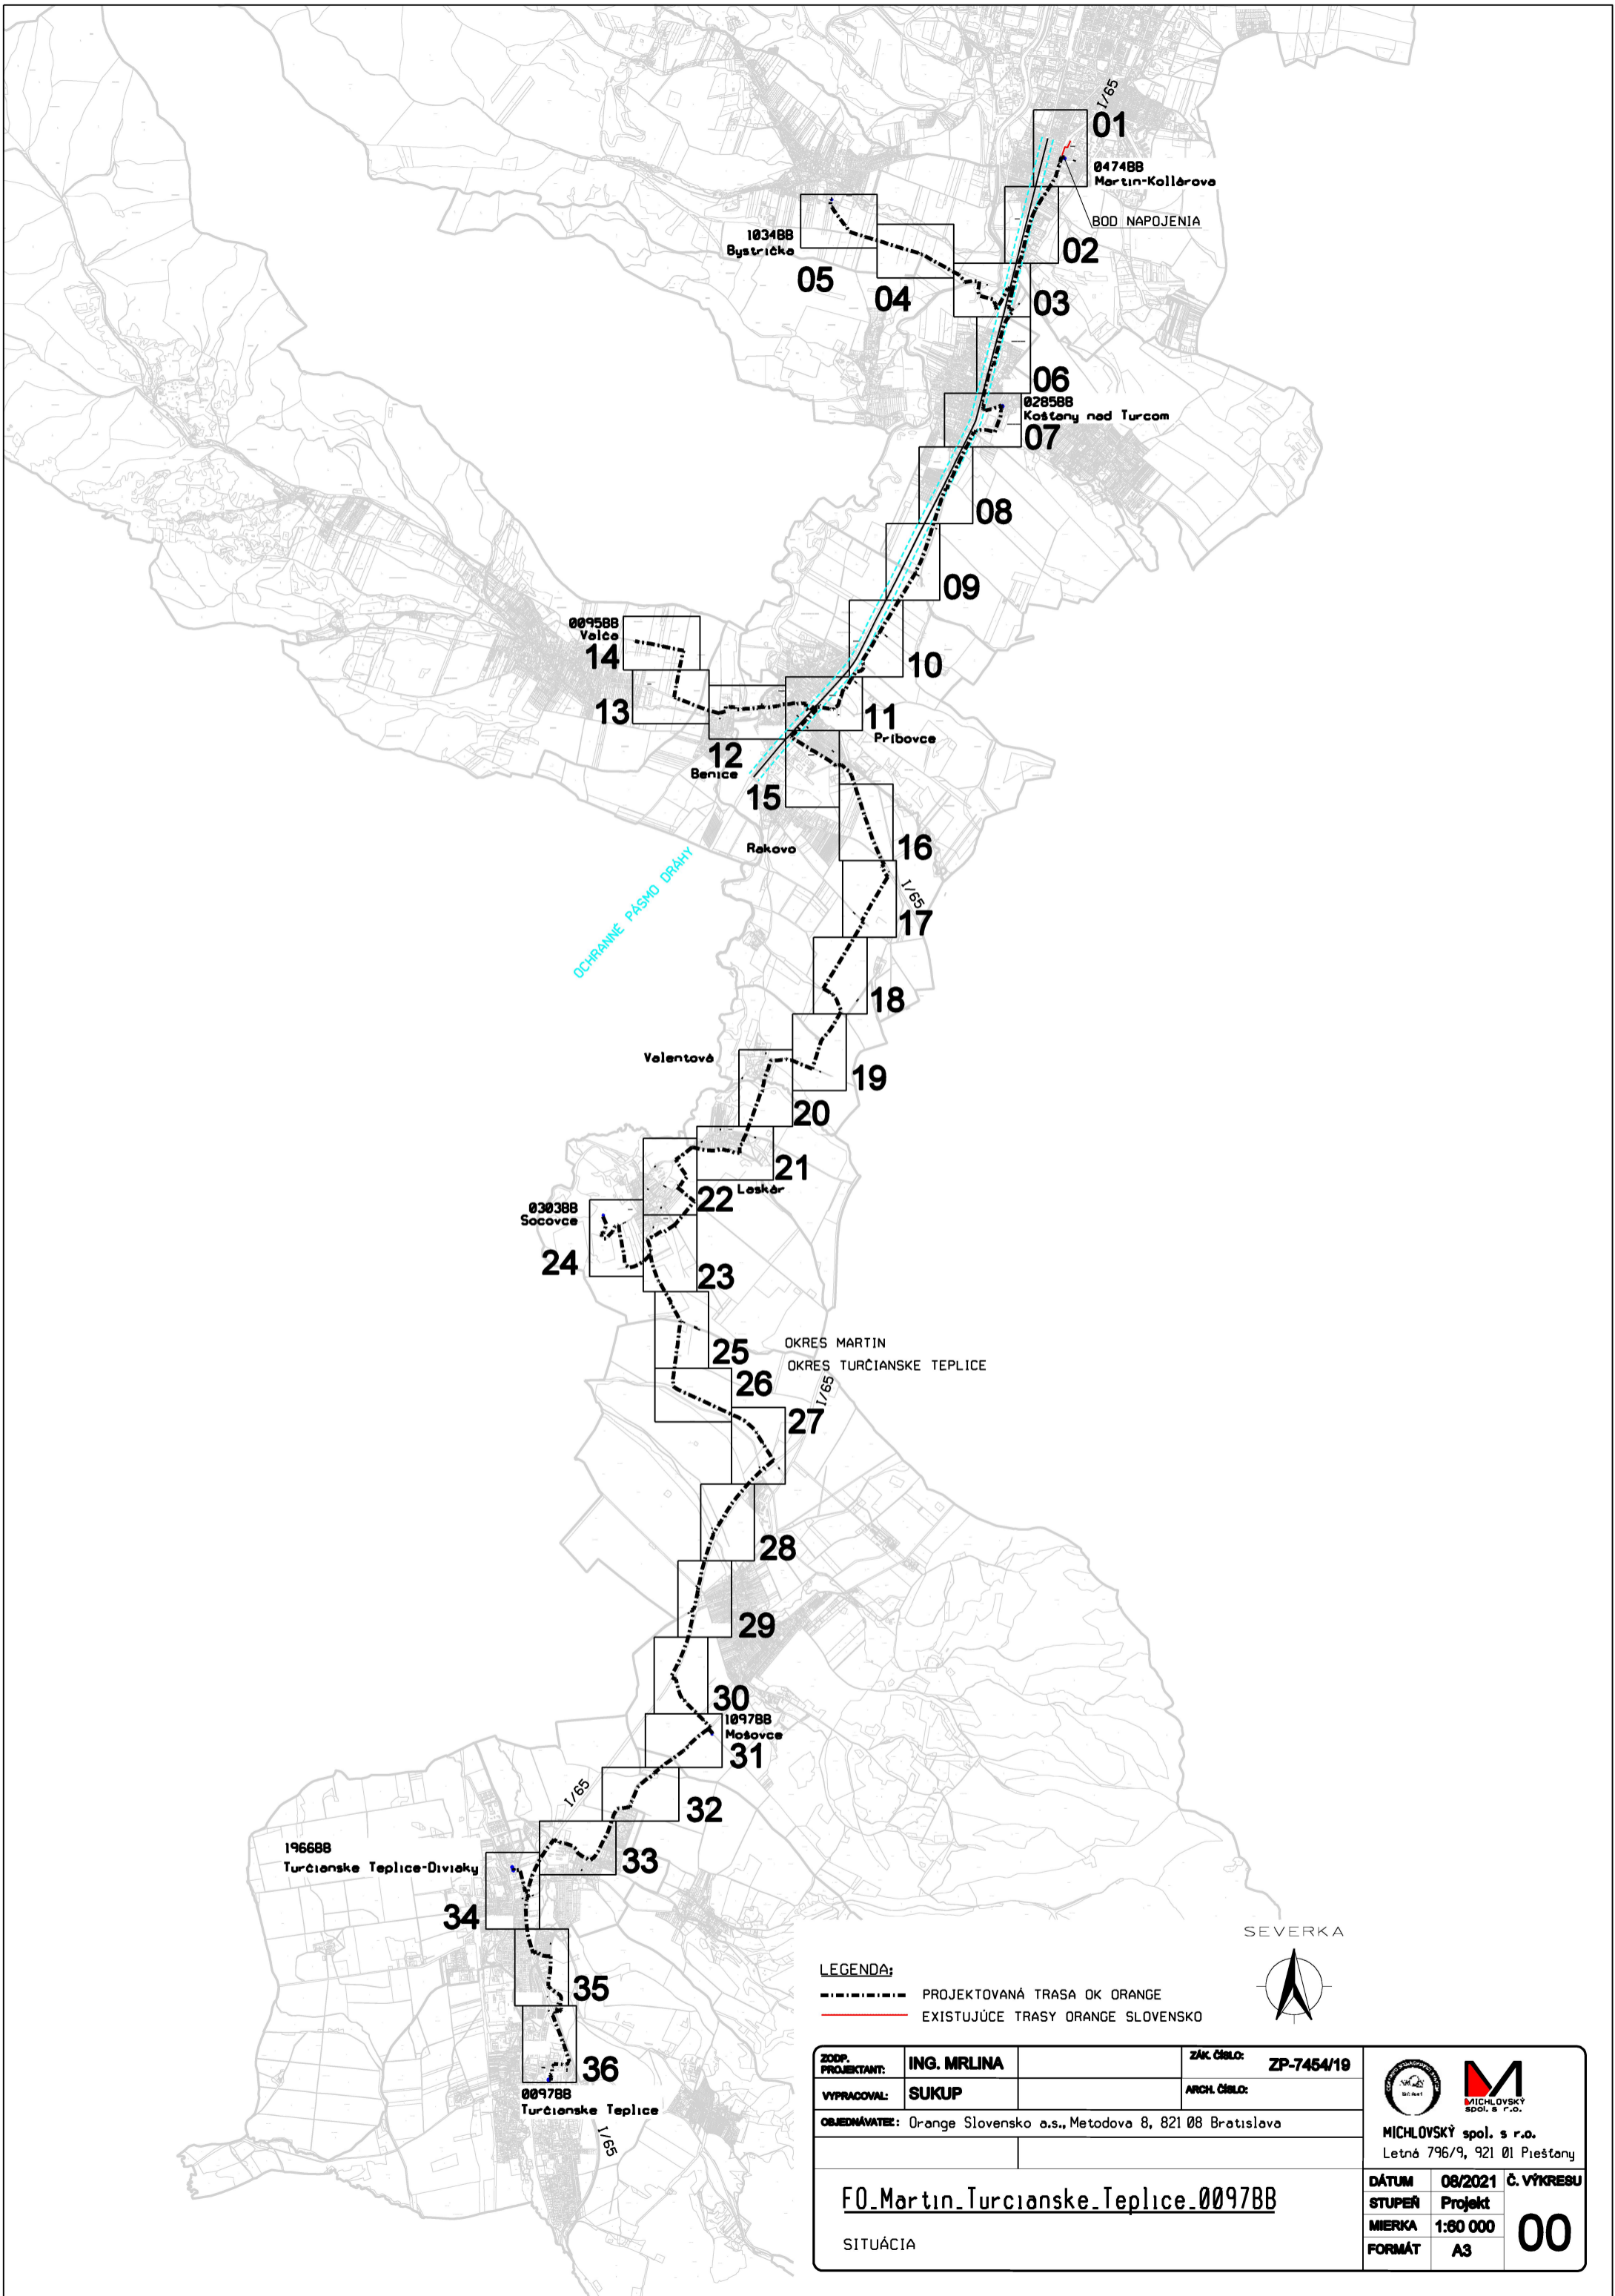 I/65
01
0474BB
Martin-Kollárova
BOD NAPOJENIA
02
1034BB
Bystrička
05
04
03
06
0285BB
Koštany nad Turcom
07
08
09
0095BB
Valča
14
10
13
11
Príbovce
12
Benice
15
Rakovo
16
I/65
17
OCHRANNÉ PÁSMO DRÁHY
18
Valentová
19
20
21
Laskár
22
0303BB
Socovce
24
23
25
OKRES MARTIN
OKRES TURČIANSKE TEPLICE
26
I/65
27
28
29
30
1097BB
Mošovce
31
I/65
32
33
1966BB
Turčianske Teplice-Diviaky
34
35
36
0097BB
Turčianske Teplice
I/65
SEVERKA
LEGENDA:
PROJEKTOVANÁ TRASA OK ORANGE
EXISTUJÚCE TRASY ORANGE SLOVENSKO
ZODP. PROJEKTANT: ING. MRLINA ZÁK. ČÍSLO: ZP-7454/19
VYPRACOVAL: SUKUP ARCH. ČÍSLO:
OBJEDNÁVATEĽ: Orange Slovensko a.s., Metodova 8, 821 08 Bratislava
MICHLOVSKÝ
spol. s r.o.
MICHLOVSKÝ spol. s r.o.
Letná 796/9, 921 01 Piešťany
FO_Martin_Turcianske_Teplice_0097BB
SITUÁCIA
DÁTUM 08/2021 Č. VÝKRESU
STUPEŇ Projekt
MIERKA 1:60 000
00
FORMÁT A3